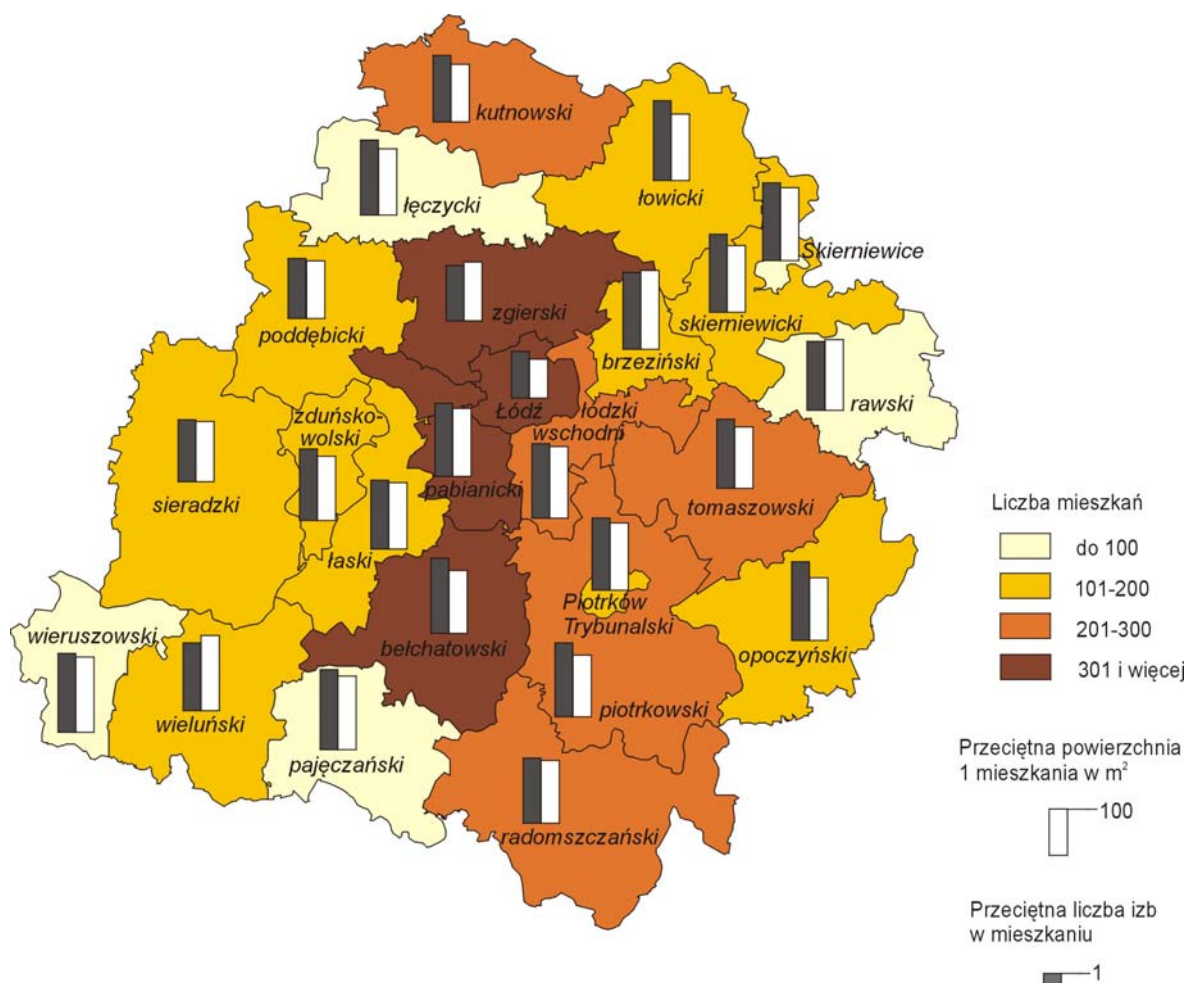 kutnowski
łęczycki
łowicki
Skierniewice
zgierski
poddębicki
skierniewicki
brzeziński
rawski
Łódź
łódzki
wschodni
zduńsko-
wolski
sieradzki
pabianicki
tomaszowski
łaski
Piotrków
Trybunalski
wieruszowski
bełchatowski
opoczyński
wieluński
piotrkowski
pajęczański
radomszczański
Liczba mieszkań
do 100
101-200
201-300
301 i więcej
Przeciętna powierzchnia
1 mieszkania w m²
100
Przeciętna liczba izb
w mieszkaniu
1